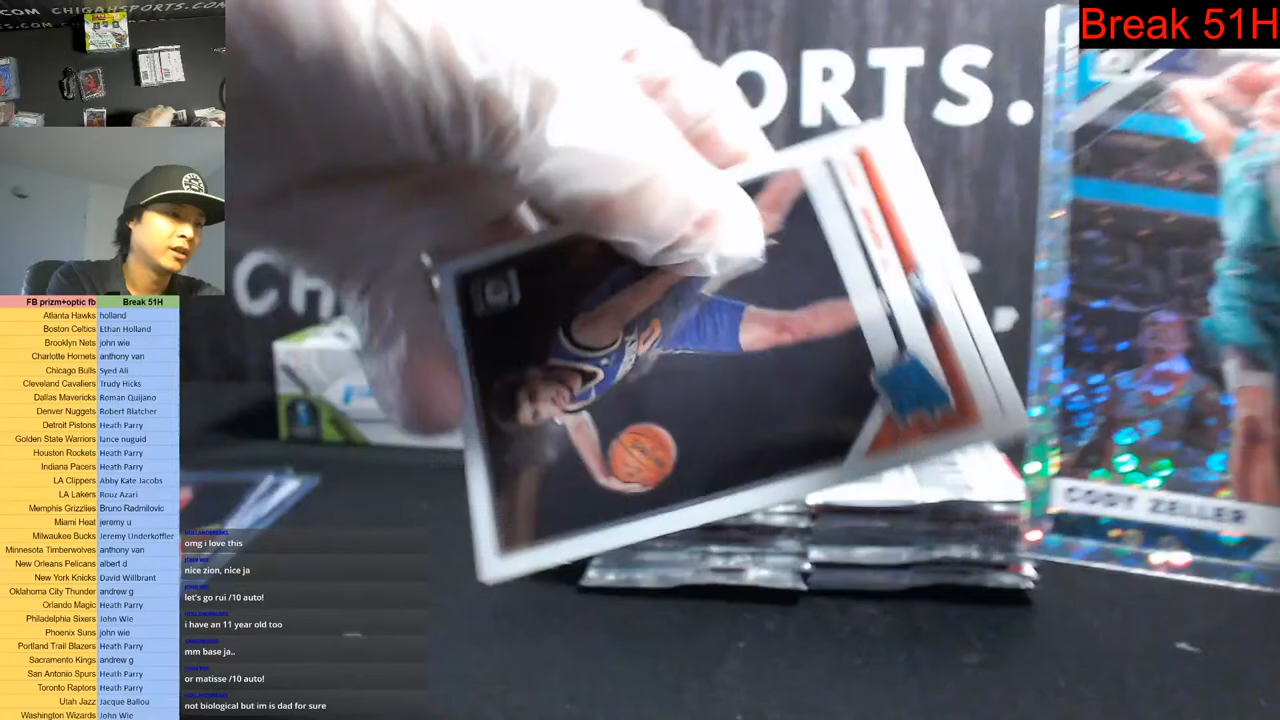 COM CHIGAHSPORTS.COM
TS.COM
ORTS.
Ch
Break 51H
CODY ZELLER
FB prizm+optic fb Break 51H
Atlanta Hawks holland
Boston Celtics Ethan Holland
Brooklyn Nets john wie
Charlotte Hornets anthony van
Chicago Bulls Syed Ali
Cleveland Cavaliers Trudy Hicks
Dallas Mavericks Roman Quijano
Denver Nuggets Robert Blatcher
Detroit Pistons Heath Parry
Golden State Warriors lance nuguid
Houston Rockets Heath Parry
Indiana Pacers Heath Parry
LA Clippers Abby Kate Jacobs
LA Lakers Rouz Azari
Memphis Grizzlies Bruno Radmilovic
Miami Heat jeremy u
Milwaukee Bucks Jeremy Underkoffler
Minnesota Timberwolves anthony van
New Orleans Pelicans albert d
New York Knicks David Willbrant
Oklahoma City Thunder andrew g
Orlando Magic Heath Parry
Philadelphia Sixers John Wie
Phoenix Suns john wie
Portland Trail Blazers Heath Parry
Sacramento Kings andrew g
San Antonio Spurs Heath Parry
Toronto Raptors Heath Parry
Utah Jazz Jacque Ballou
Washington Wizards John Wie
omg i love this
nice zion, nice ja
let's go rui /10 auto!
i have an 11 year old too
mm base ja..
or matisse /10 auto!
not biological but im is dad for sure